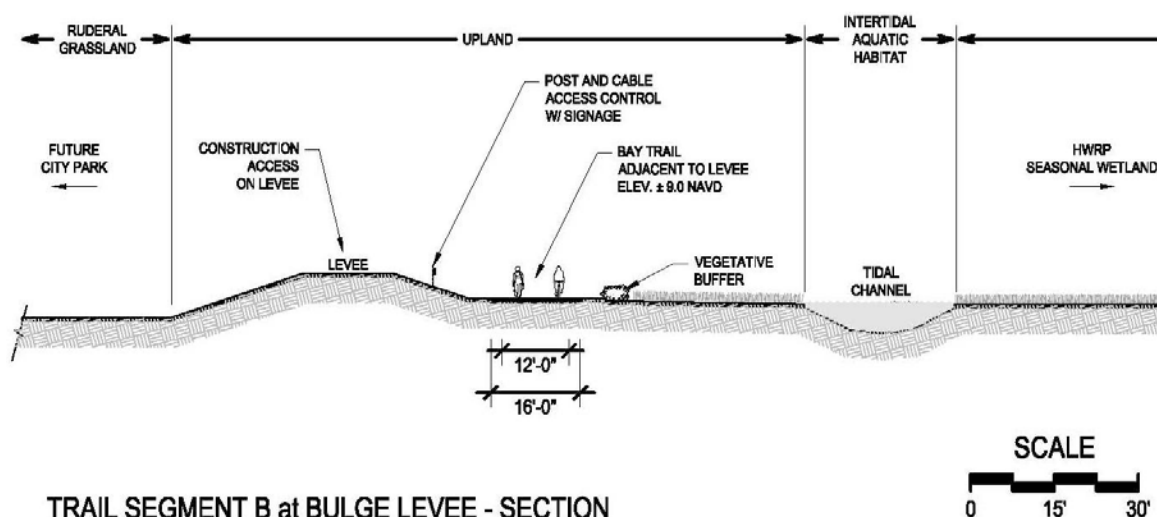 RUDERAL
GRASSLAND
UPLAND
INTERTIDAL
AQUATIC
HABITAT
POST AND CABLE
ACCESS CONTROL
W/ SIGNAGE
FUTURE
CITY PARK
CONSTRUCTION
ACCESS
ON LEVEE
BAY TRAIL
ADJACENT TO LEVEE
ELEV. ± 9.0 NAVD
HWRP
SEASONAL WETLAND
LEVEE
VEGETATIVE
BUFFER
TIDAL
CHANNEL
12'-0"
16'-0"
SCALE
0 15' 30'
TRAIL SEGMENT B at BULGE LEVEE - SECTION